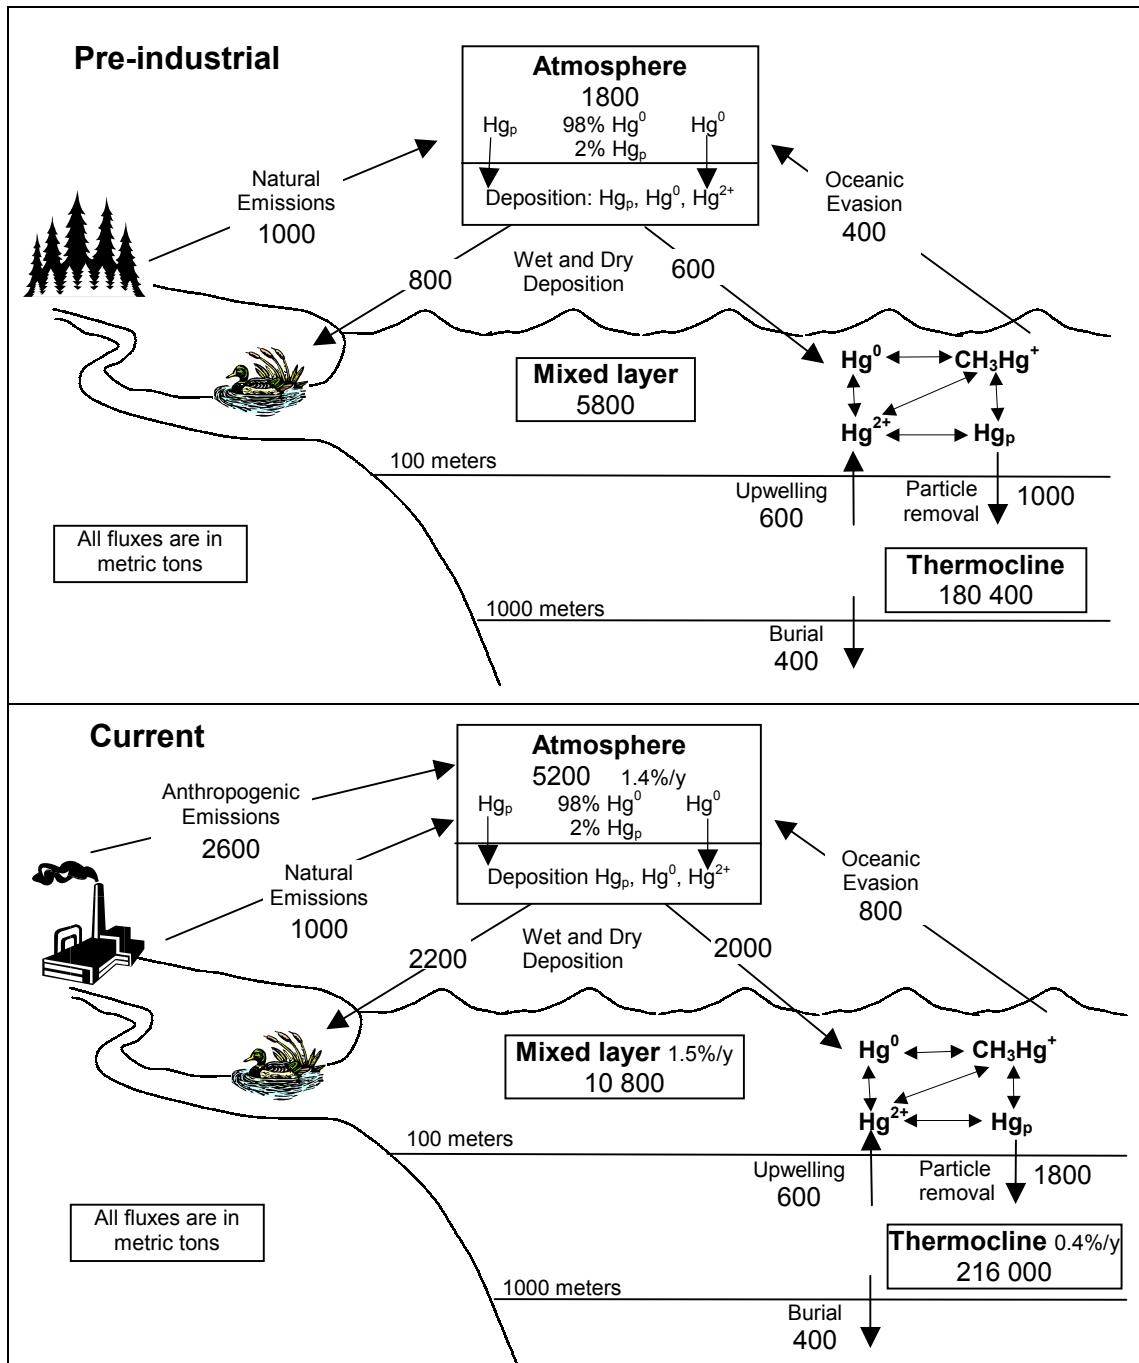 Pre-industrial
Atmosphere
1800
Hgp 98% Hg⁰ Hg⁰
2% Hgp
Deposition: Hgp, Hg⁰, Hg²⁺
Natural
Emissions
1000
Oceanic
Evasion
400
800
Wet and Dry
Deposition
600
Mixed layer
5800
Hg⁰ CH₃Hg⁺
Hg²⁺ Hgp
100 meters
Upwelling
600
Particle
removal
1000
All fluxes are in
metric tons
Thermocline
180 400
1000 meters
Burial
400
Current
Atmosphere
5200 1.4%/y
Hgp 98% Hg⁰ Hg⁰
2% Hgp
Deposition Hgp, Hg⁰, Hg²⁺
Anthropogenic
Emissions
2600
Natural
Emissions
1000
Oceanic
Evasion
800
2200
Wet and Dry
Deposition
2000
Mixed layer 1.5%/y
10 800
Hg⁰ CH₃Hg⁺
Hg²⁺ Hgp
100 meters
Upwelling
600
Particle
removal
1800
All fluxes are in
metric tons
Thermocline 0.4%/y
216 000
1000 meters
Burial
400